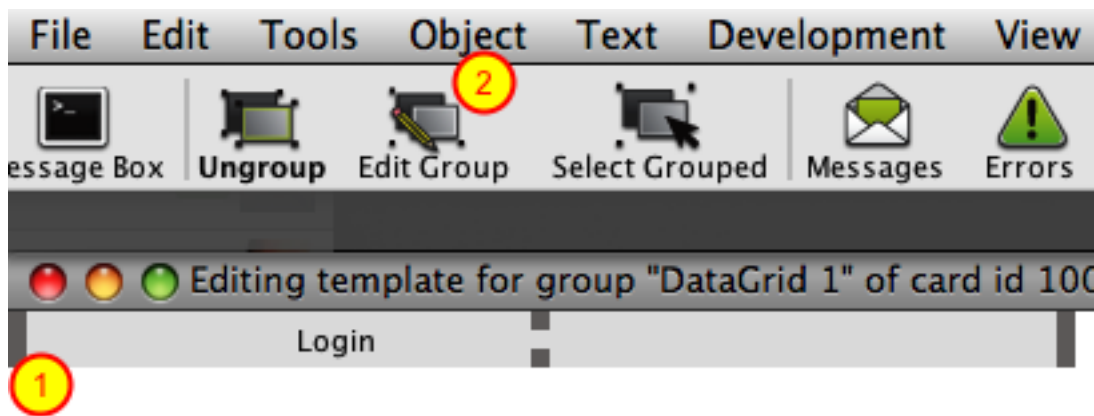 File Edit Tools Object Text Development View
2
essage Box Ungroup Edit Group Select Grouped Messages Errors
Editing template for group "DataGrid 1" of card id 100
Login
1